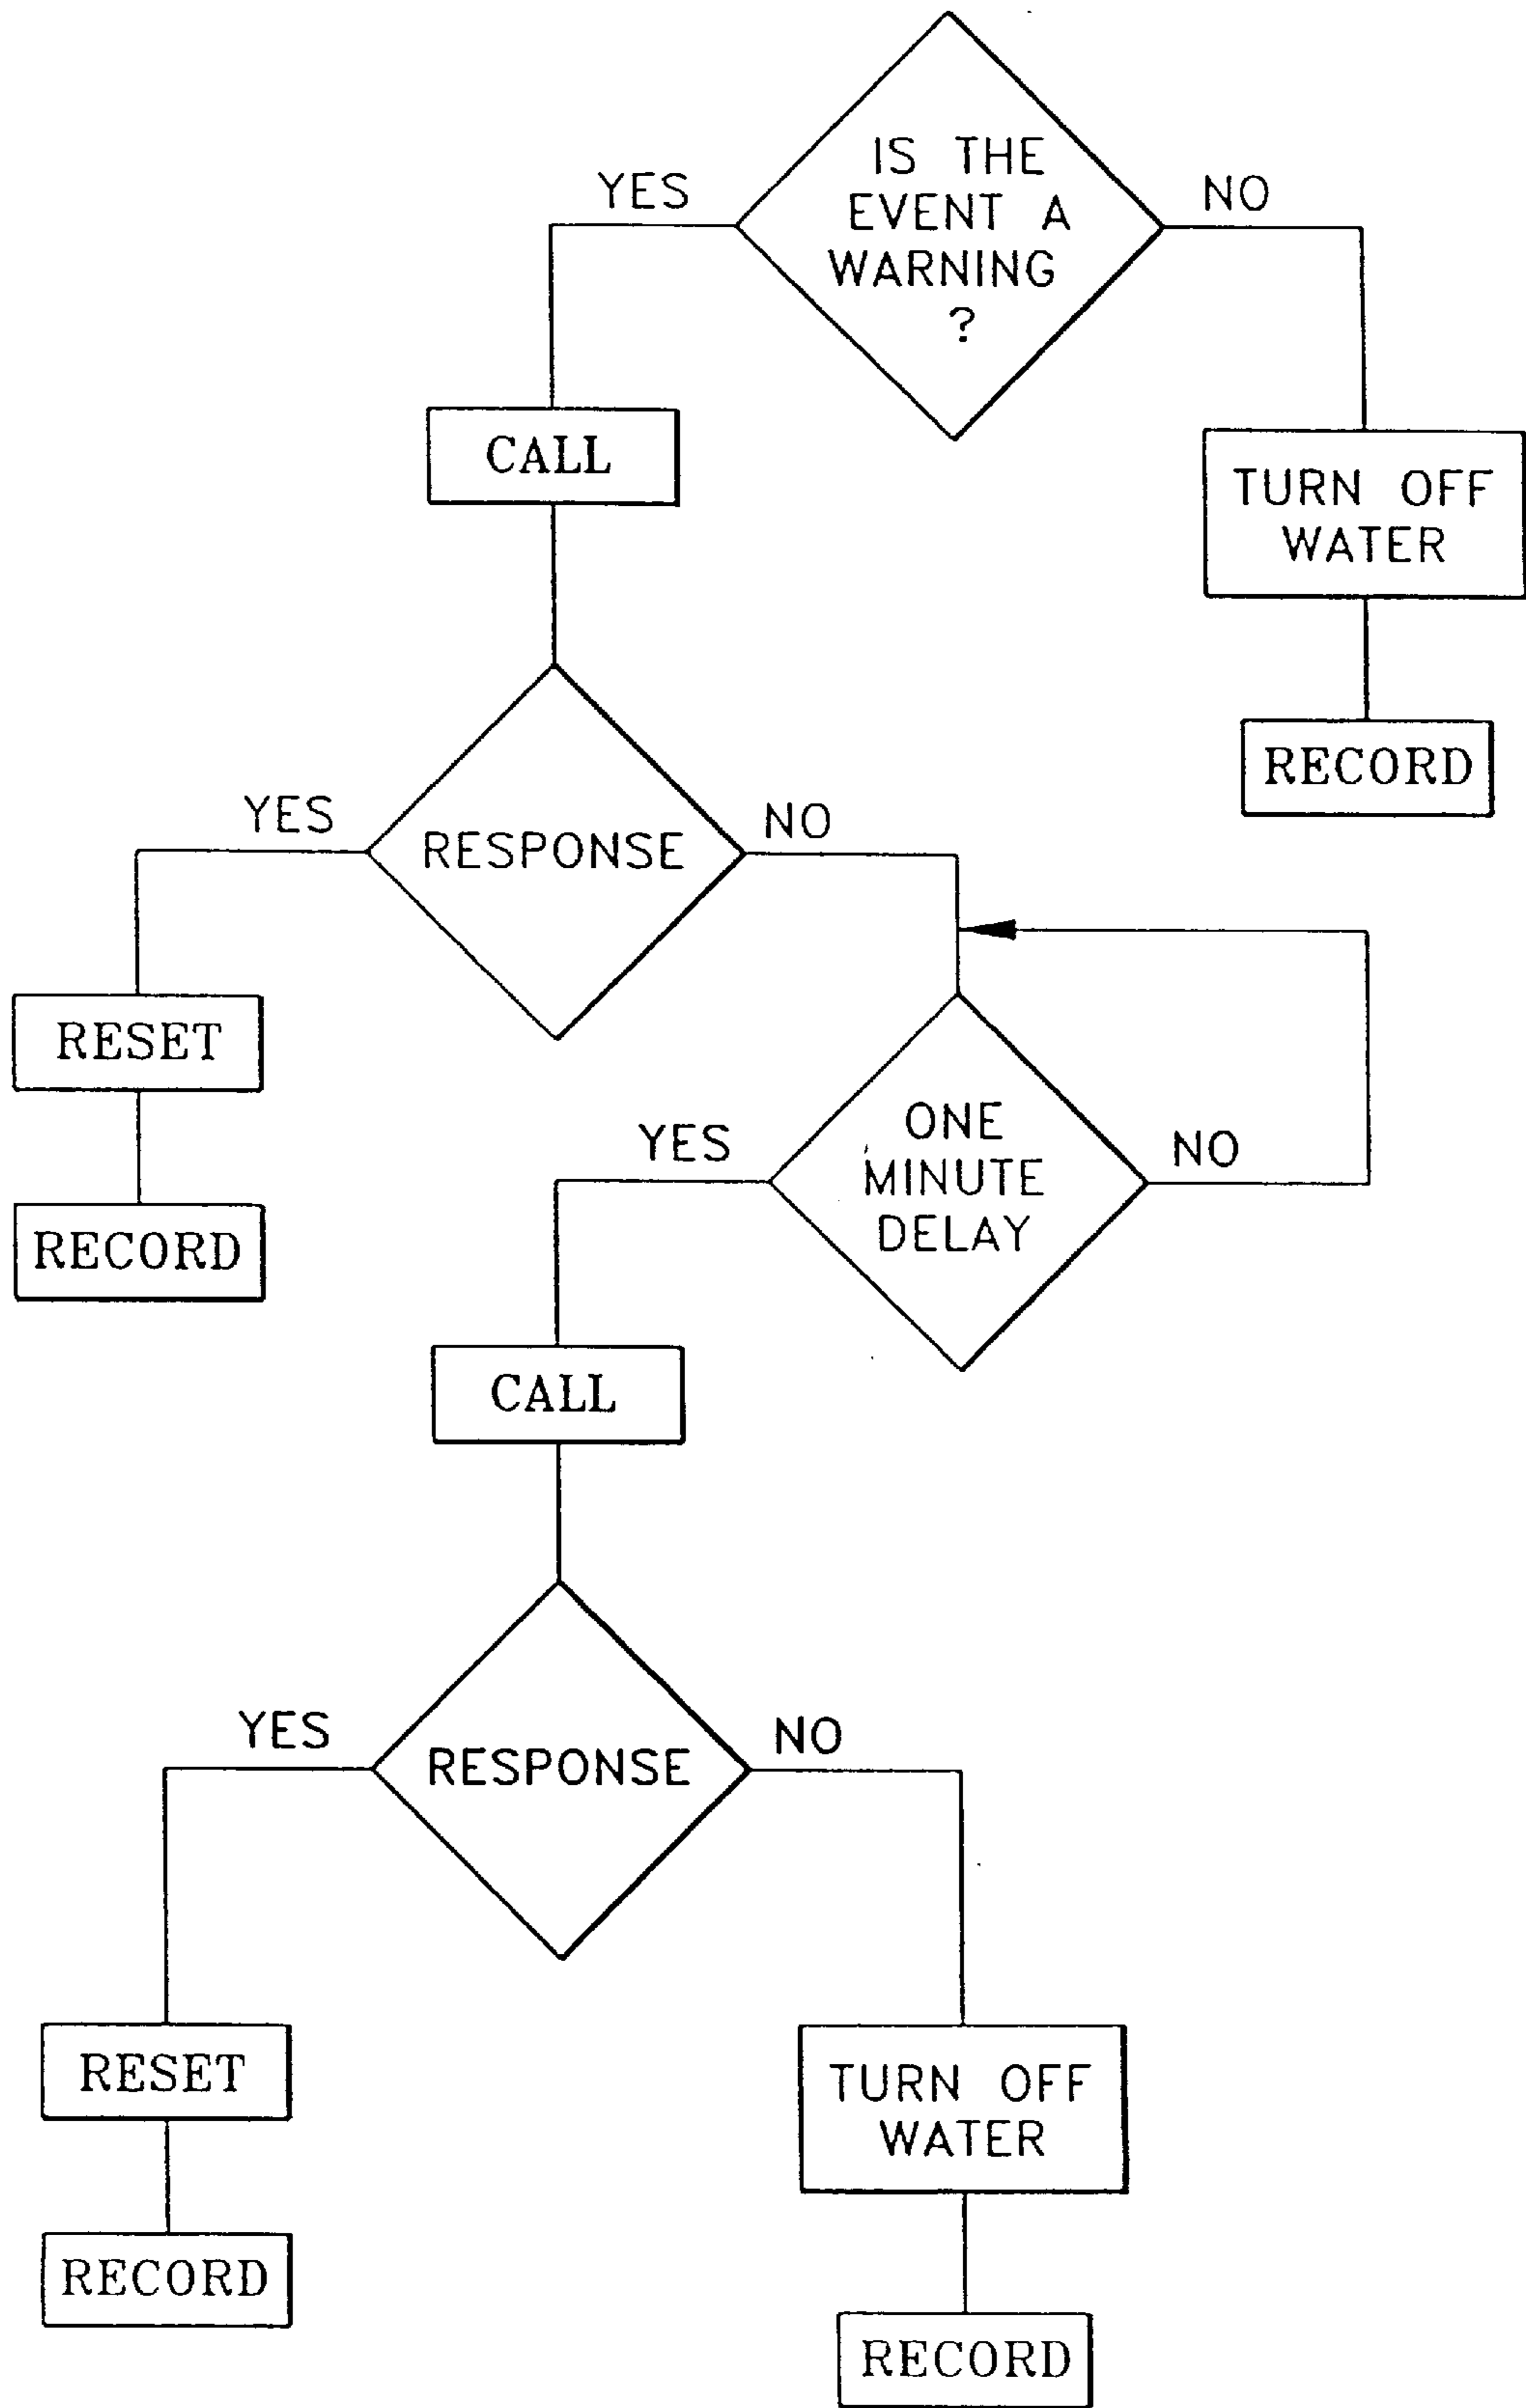 IS THE
EVENT A
WARNING
?
YES
NO
CALL
TURN OFF
WATER
RECORD
YES
RESPONSE
NO
RESET
RECORD
YES
ONE
MINUTE
DELAY
NO
CALL
YES
RESPONSE
NO
RESET
RECORD
TURN OFF
WATER
RECORD